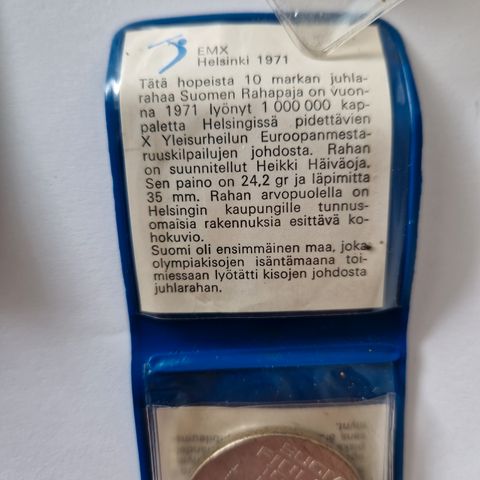 EMX
Helsinki 1971
Tätä hopeista 10 markan juhla-
rahaa Suomen Rahapaja on vuon-
na 1971 lyönyt 1 000 000 kap-
paletta Helsingissä pidettävien
X Yleisurheilun Euroopanmesta-
ruuskilpailujen johdosta. Rahan
on suunnitellut Heikki Häiväoja.
Sen paino on 24,2 gr ja läpimitta
35 mm. Rahan arvopuolella on
Helsingin kaupungille tunnus-
omaisia rakennuksia esittävä ko-
hokuvio.
Suomi oli ensimmäinen maa, joka
olympiakisojen isäntämaana toi-
miessaan lyötätti kisojen johdosta
juhlarahan.